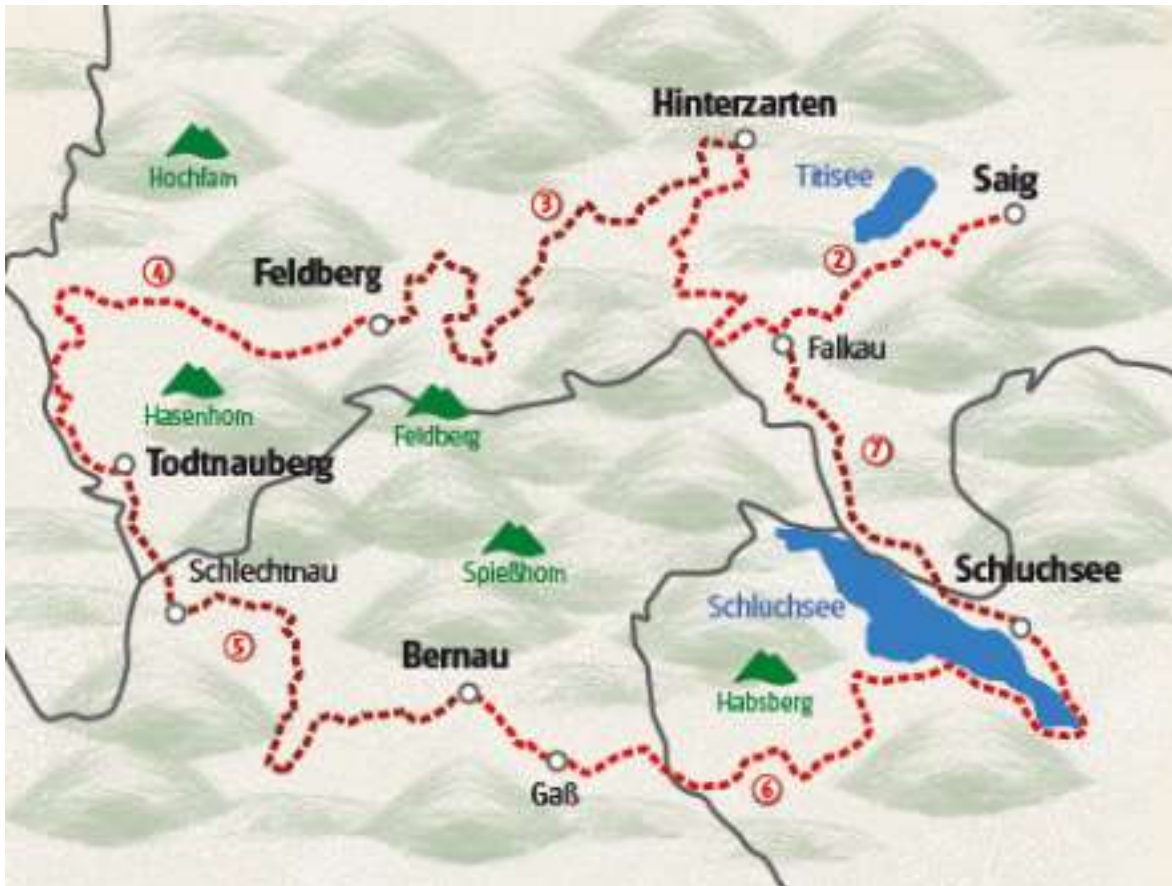 Hinterzarten
Hochfarn
Titisee
Saig
③
②
④
Feldberg
Falkau
Hasenhorn
Feldberg
⑦
Todtnauberg
Spießhorn
Schlechtnau
Schluchsee
Schluchsee
⑤
Bernau
Habsberg
Gaß
⑥